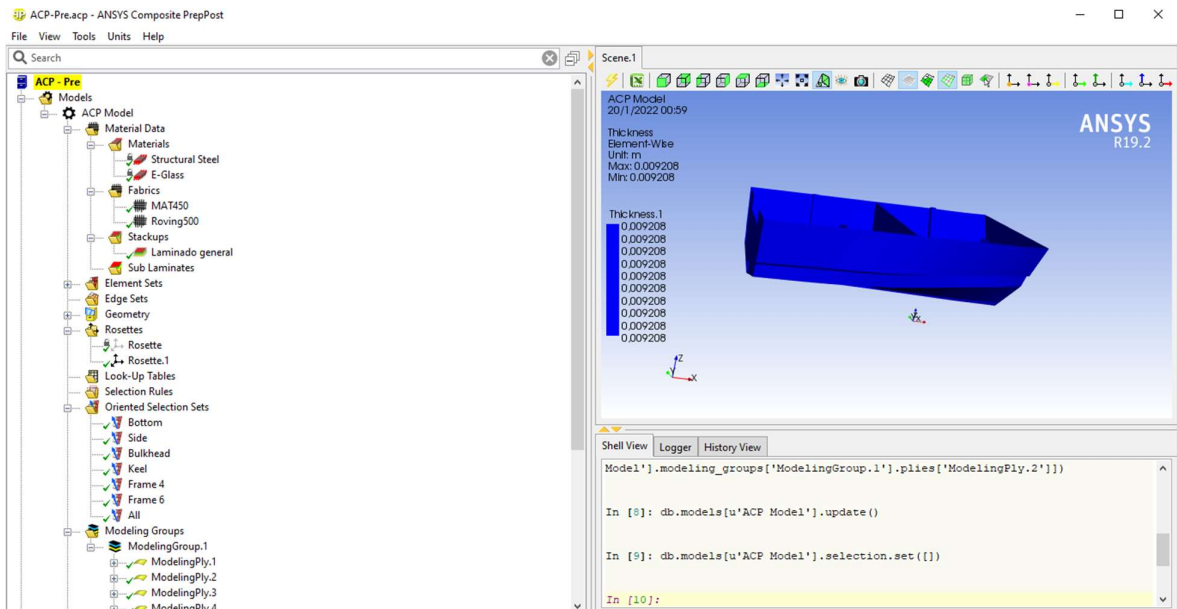 ACP-Pre.acp - ANSYS Composite PrepPost
File View Tools Units Help
Search
ACP - Pre
Models
ACP Model
Material Data
Materials
Structural Steel
E-Glass
Fabrics
MAT450
Roving500
Stackups
Laminado general
Sub Laminates
Element Sets
Edge Sets
Geometry
Rosettes
Rosette
Rosette.1
Look-Up Tables
Selection Rules
Oriented Selection Sets
Bottom
Side
Bulkhead
Keel
Frame 4
Frame 6
All
Modeling Groups
ModelingGroup.1
ModelingPly.1
ModelingPly.2
ModelingPly.3
ModelingPly.4
Scene.1
ACP Model
20/1/2022 00:59
Thickness
Element-Wise
Unit: m
Max: 0.009208
Min: 0.009208
Thickness.1
0.009208
0.009208
0.009208
0.009208
0.009208
0.009208
0.009208
0.009208
0.009208
0.009208
ANSYS
R19.2
Z
Y
X
Shell View Logger History View
Model'].modeling_groups['ModelingGroup.1'].plies['ModelingPly.2']])
In [8]: db.models[u'ACP Model'].update()
In [9]: db.models[u'ACP Model'].selection.set([])
In [10]: